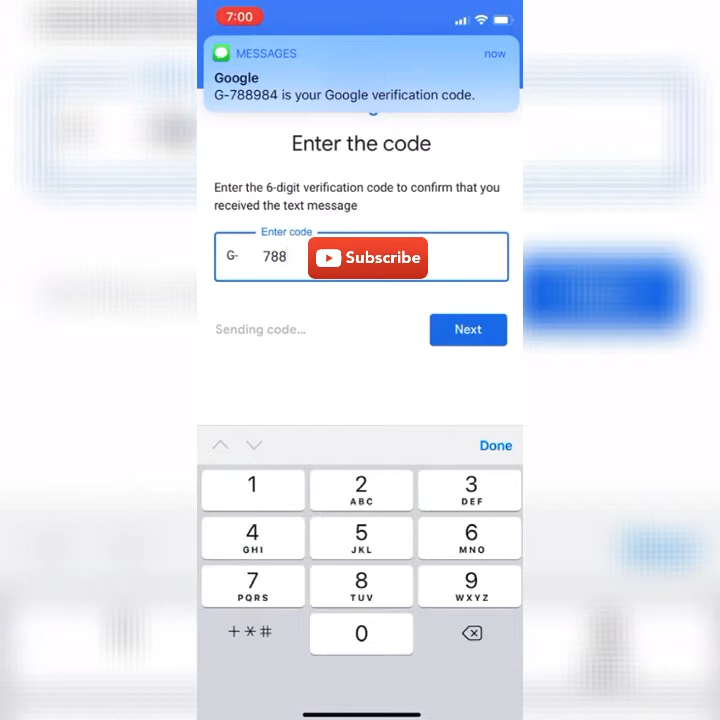 7:00
MESSAGES
now
Google
G-788984 is your Google verification code.
Enter the code
Enter the 6-digit verification code to confirm that you
received the text message
Enter code
G- 788
Subscribe
Sending code...
Next
Done
1 2 3
ABC DEF
4 5 6
GHI JKL MNO
7 8 9
PQRS TUV WXYZ
+*# 0